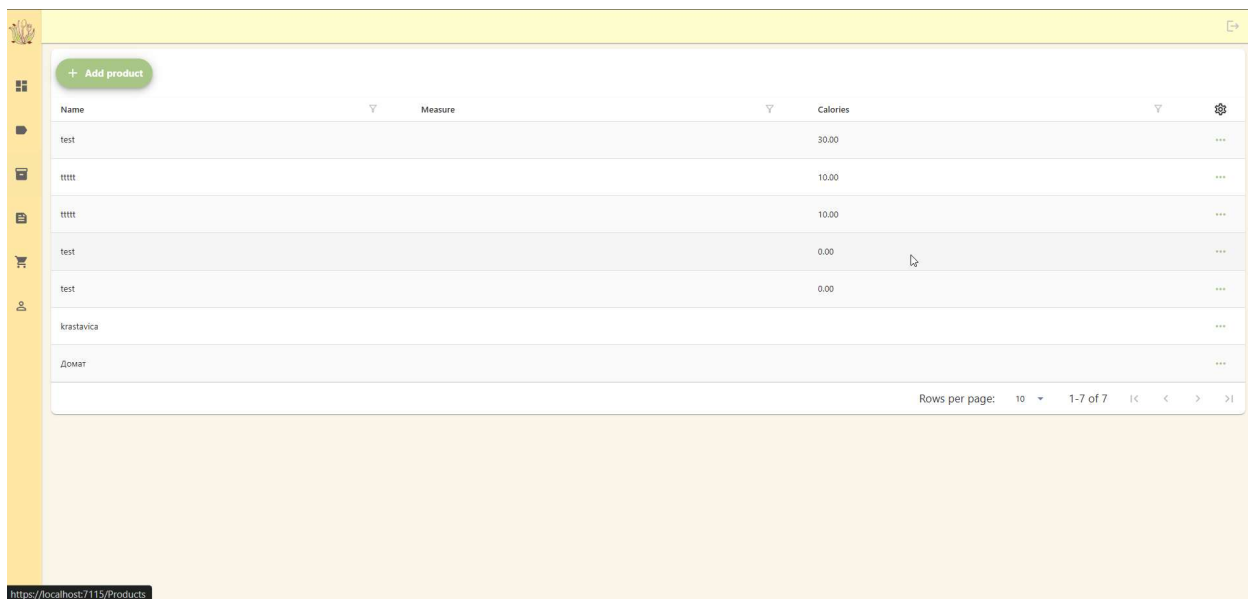 + Add product
Name Measure Calories
test 30.00
ttttt 10.00
ttttt 10.00
test 0.00
test 0.00
krastavica
Домат
Rows per page: 10 1-7 of 7
https://localhost:7115/Products